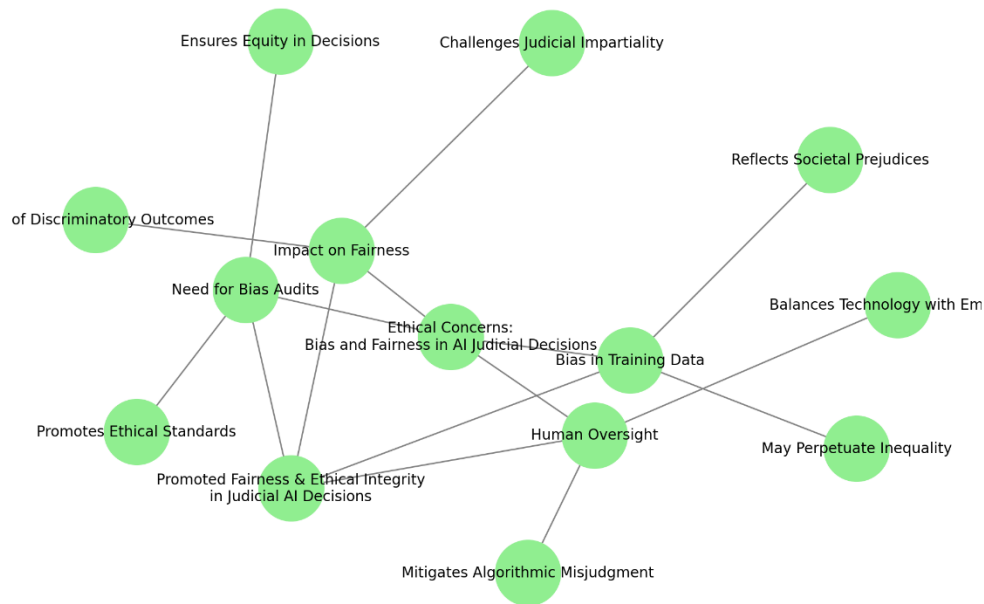 Ensures Equity in Decisions
Challenges Judicial Impartiality
Reflects Societal Prejudices
of Discriminatory Outcomes
Impact on Fairness
Need for Bias Audits
Balances Technology with Em
Ethical Concerns:
Bias and Fairness in AI Judicial Decisions
Bias in Training Data
Promotes Ethical Standards
Human Oversight
May Perpetuate Inequality
Promoted Fairness & Ethical Integrity
in Judicial AI Decisions
Mitigates Algorithmic Misjudgment